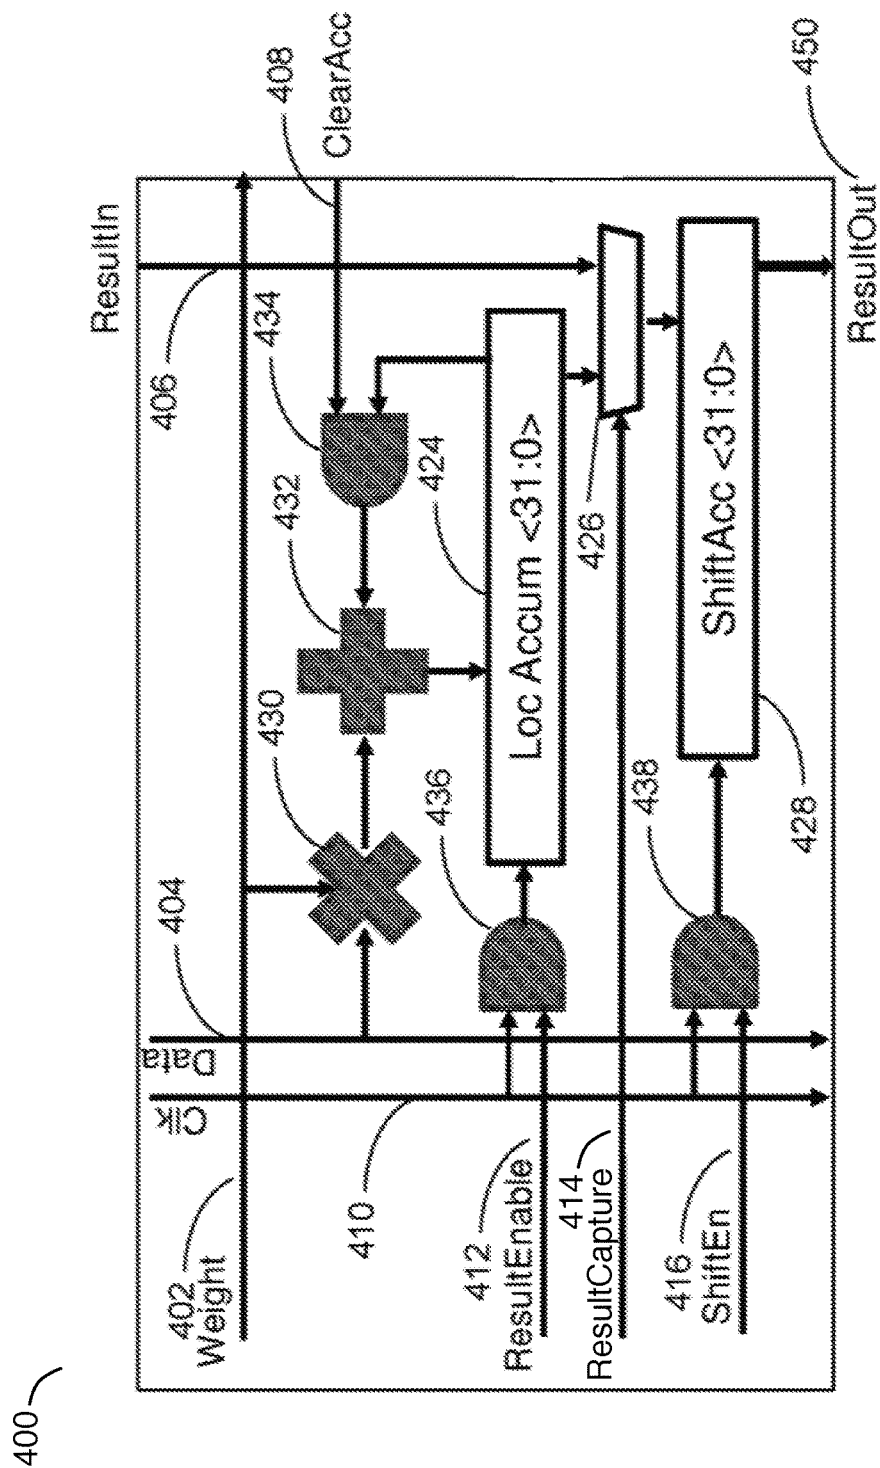 400
ResultIn
402
Weight
Clk
Data
404
406
430
432
434
408
ClearAcc
410
412
ResultEnable
436
424
Loc Accum <31:0>
414
ResultCapture
426
416
ShiftEn
438
ShiftAcc <31:0>
428
450
ResultOut